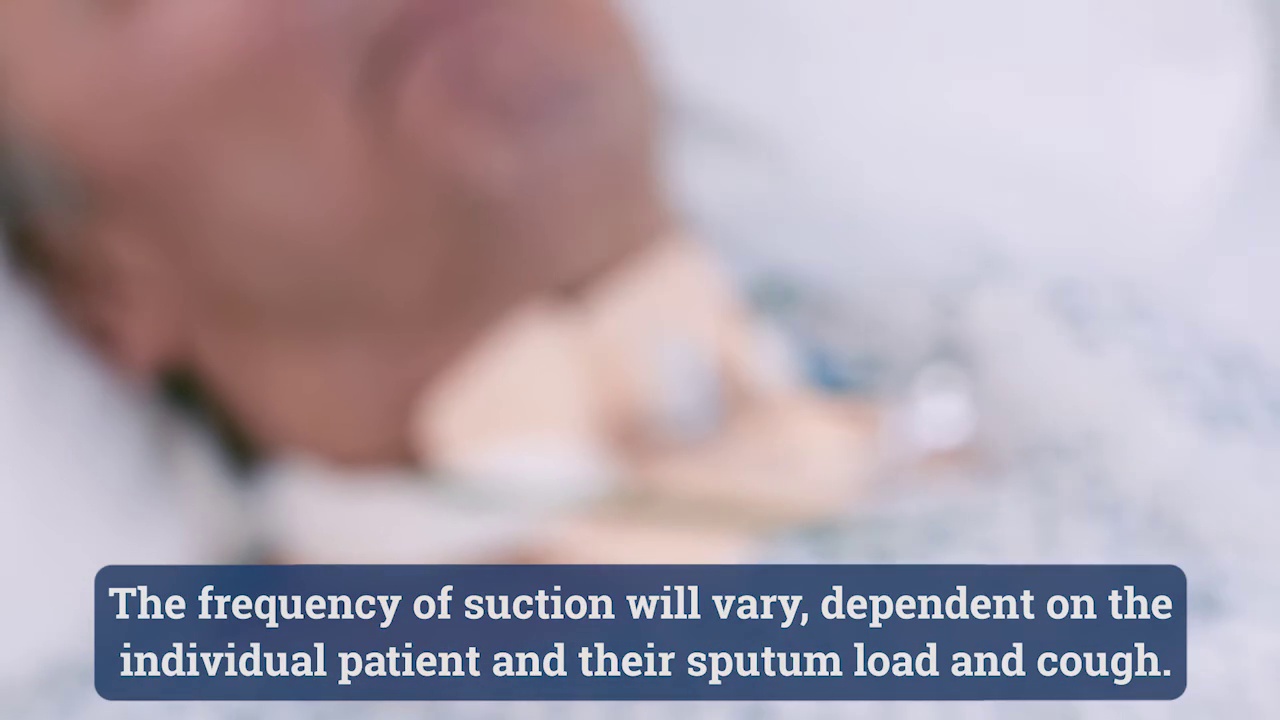 The frequency of suction will vary, dependent on the
individual patient and their sputum load and cough.